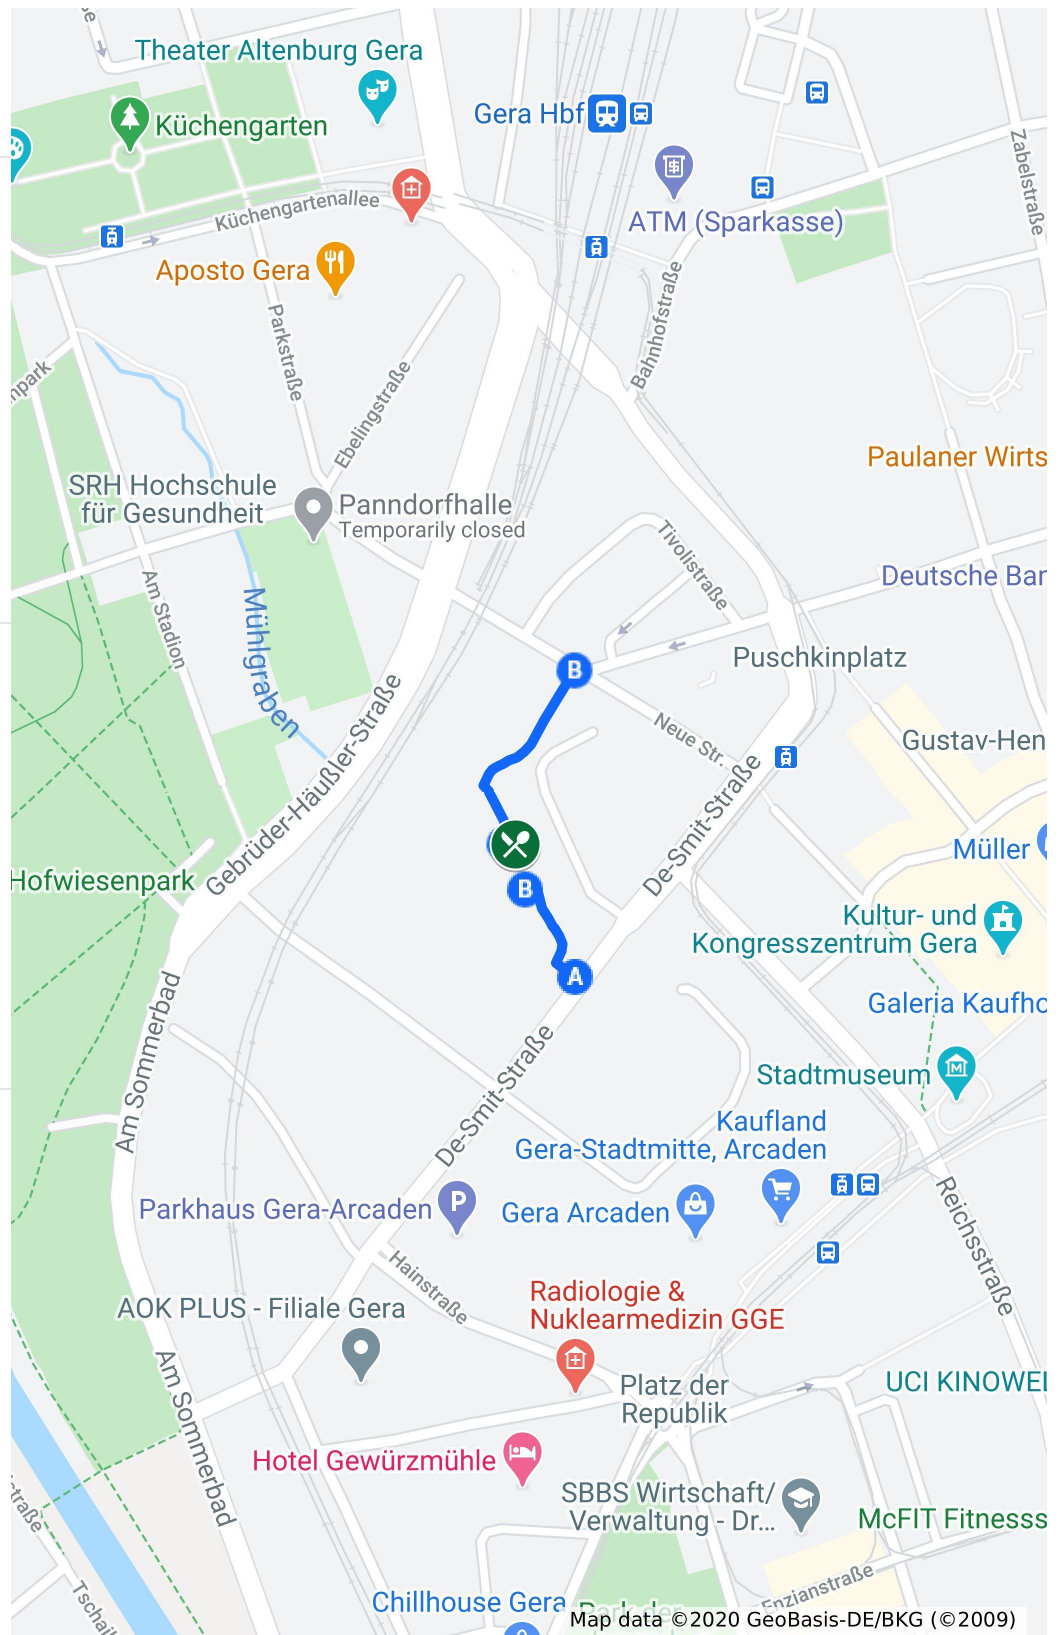 Theater Altenburg Gera
Küchengarten
Gera Hbf
ATM (Sparkasse)
Zabelstraße
Küchengartenallee
Aposto Gera
Parkstraße
Bahnhofstraße
Ebelingstraße
Paulaner Wirts
SRH Hochschule
für Gesundheit
Panndorfhalle
Temporarily closed
Tivolistraße
Deutsche Ban
Am Stadion
Mühlgraben
Puschkinplatz
B
Neue Str.
Gustav-Hen
Gebrüder-Häußler-Straße
De-Smit-Straße
Müller
Hofwiesenpark
B
Kultur- und
Kongresszentrum Gera
A
Galeria Kaufho
Am Sommerbad
De-Smit-Straße
Stadtmuseum
M
Kaufland
Gera-Stadtmitte, Arcaden
Parkhaus Gera-Arcaden
P
Gera Arcaden
Reichsstraße
Hainstraße
Radiologie &
Nuklearmedizin GGE
AOK PLUS - Filiale Gera
Am Sommerbad
Platz der
Republik
UCI KINOWEL
Hotel Gewürzmühle
SBBS Wirtschaft/
Verwaltung - Dr...
McFIT Fitnesss
Enzianstraße
Chillhouse Gera
Park der
Map data ©2020 GeoBasis-DE/BKG (©2009)